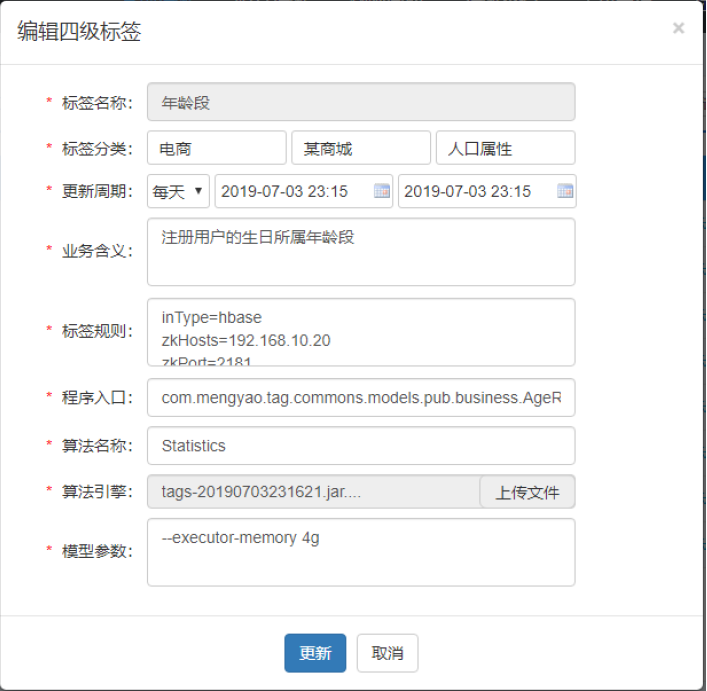 编辑四级标签 ×
* 标签名称: 年龄段
* 标签分类: 电商 某商城 人口属性
* 更新周期: 每天 2019-07-03 23:15 2019-07-03 23:15
* 业务含义: 注册用户的生日所属年龄段
* 标签规则: inType=hbase
zkHosts=192.168.10.20
zkPort=2181
* 程序入口: com.mengyao.tag.commons.models.pub.business.AgeR
* 算法名称: Statistics
* 算法引擎: tags-20190703231621.jar.... 上传文件
* 模型参数: --executor-memory 4g
更新 取消